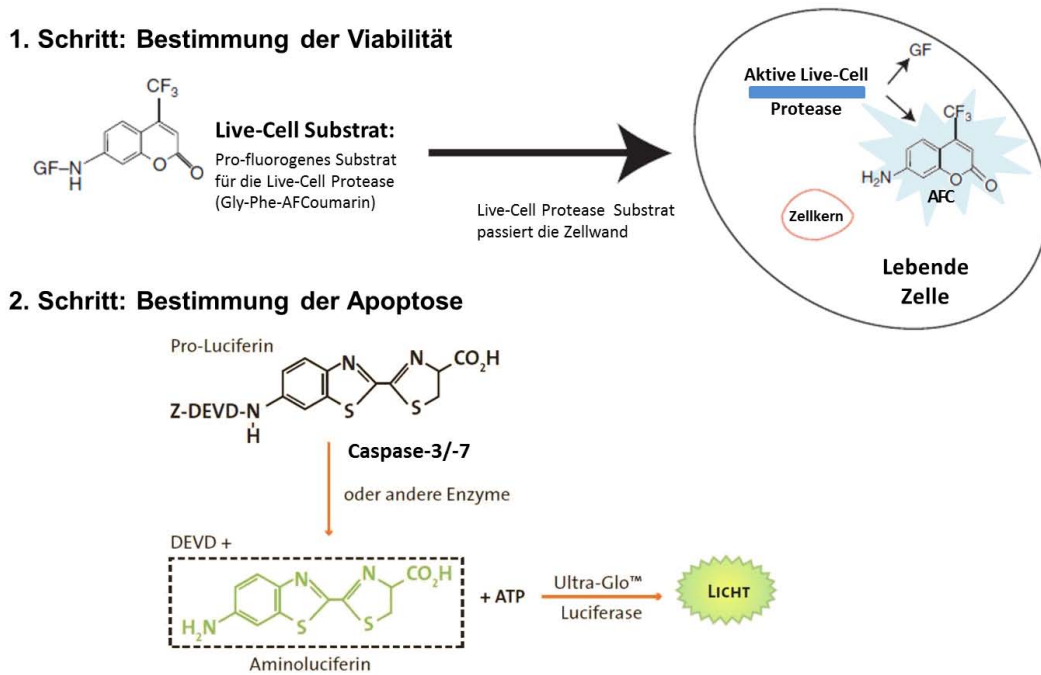 1. Schritt: Bestimmung der Viabilität
CF₃
GF–N
H
O
O
Live-Cell Substrat:
Pro-fluorogenes Substrat
für die Live-Cell Protease
(Gly-Phe-AFCoumarin)
Live-Cell Protease Substrat
passiert die Zellwand
GF
Aktive Live-Cell
Protease
CF₃
H₂N
O
O
AFC
Zellkern
Lebende
Zelle
2. Schritt: Bestimmung der Apoptose
Pro-Luciferin
N
N
CO₂H
S
S
Z-DEVD-N
H
Caspase-3/-7
oder andere Enzyme
DEVD +
N
N
CO₂H
S
S
H₂N
+ ATP
Ultra-Glo™
Luciferase
LICHT
Aminoluciferin